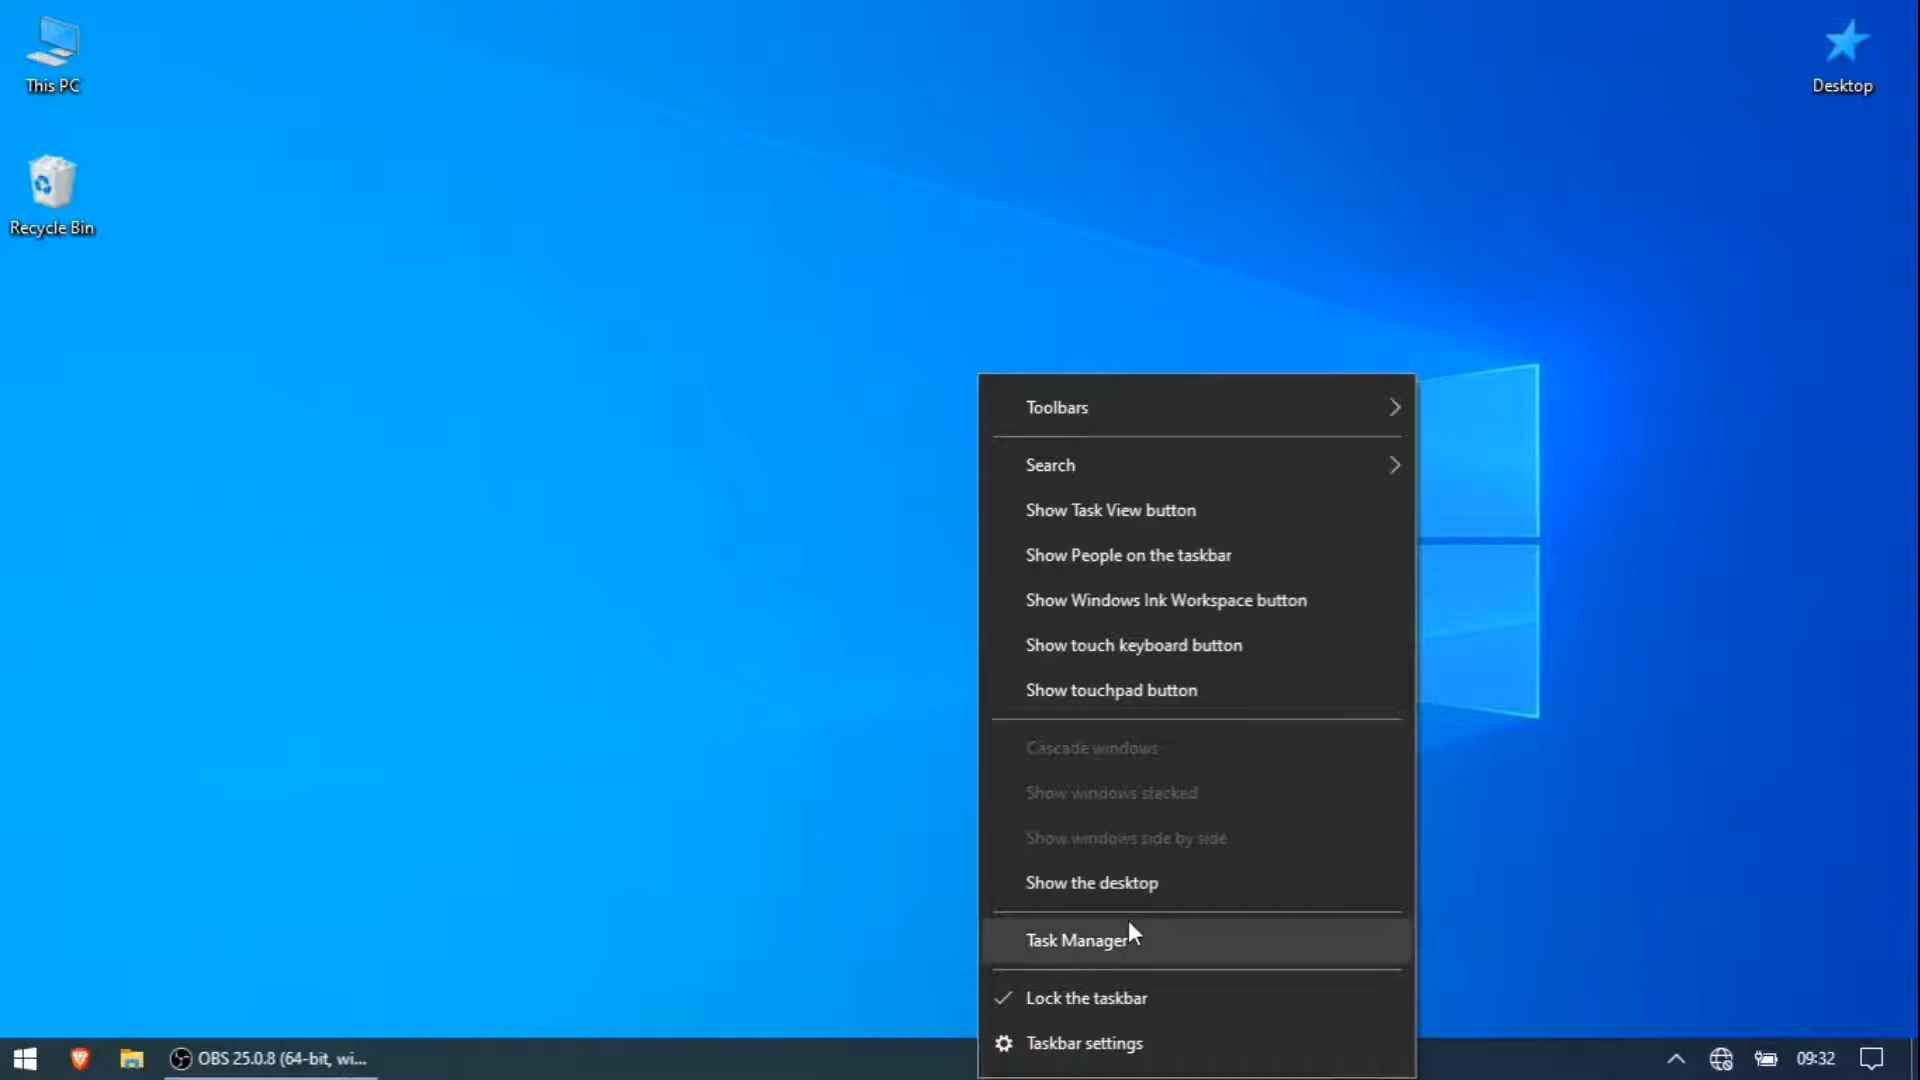 This PC
Desktop
Recycle Bin
Toolbars
Search
Show Task View button
Show People on the taskbar
Show Windows Ink Workspace button
Show touch keyboard button
Show touchpad button
Cascade windows
Show windows stacked
Show windows side by side
Show the desktop
Task Manager
Lock the taskbar
Taskbar settings
OBS 25.0.8 (64-bit, wi...
09:32